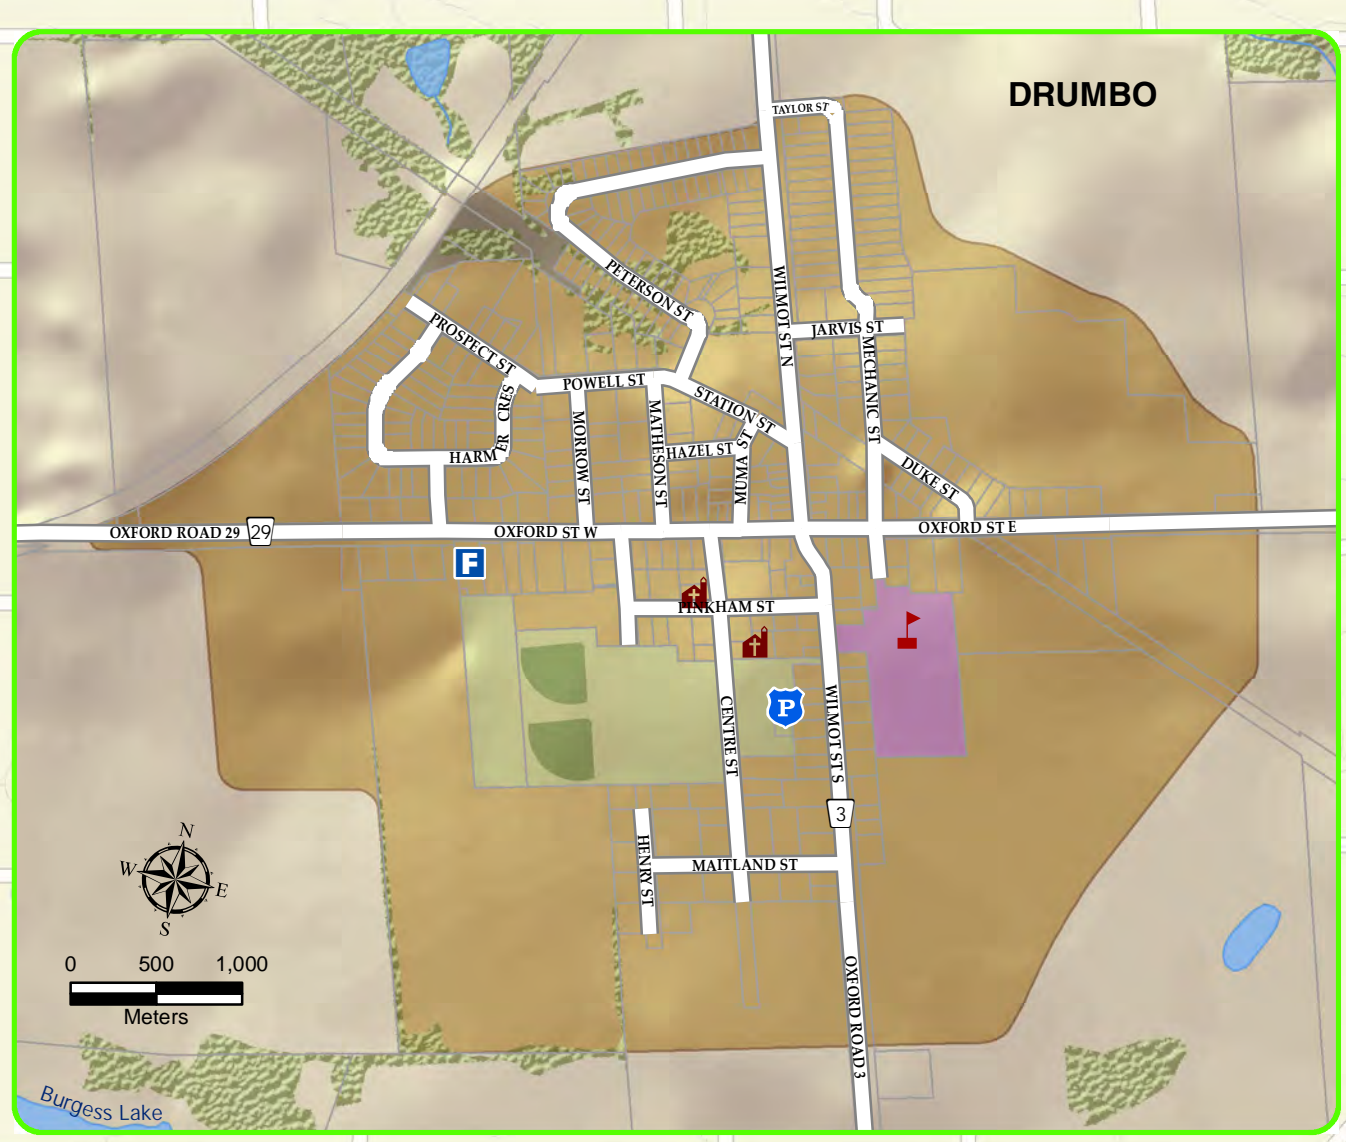 DRUMBO
TAYLOR ST
PETERSON ST
WILMOT ST N
JARVIS ST
MECHANIC ST
PROSPECT ST
POWELL ST
STATION ST
HARMER CRES
MORROW ST
MATHESON ST
HAZEL ST
MUMA ST
DUKE ST
OXFORD ROAD 29
29
OXFORD ST W
OXFORD ST E
F
PINKHAM ST
P
CENTRE ST
WILMOT ST S
3
HENRY ST
MAITLAND ST
OXFORD ROAD 3
N
W
E
S
0 500 1,000
Meters
Burgess Lake